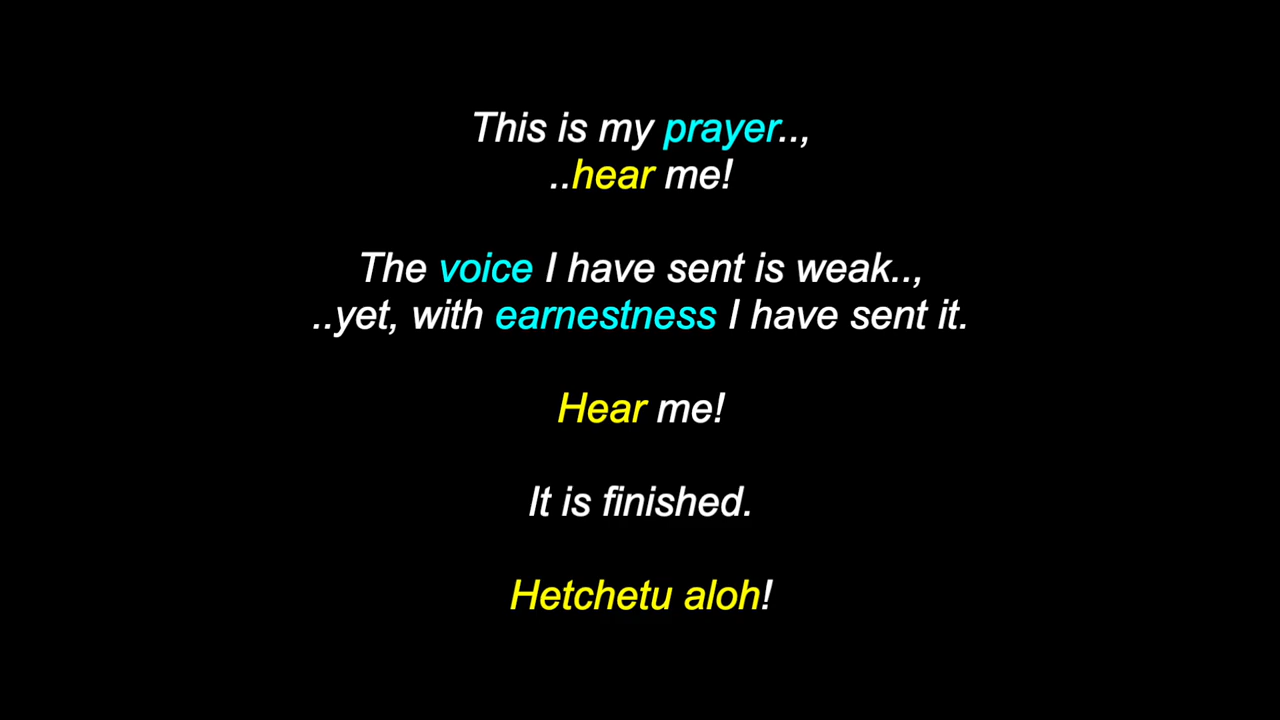 This is my prayer..,
..hear me!
The voice I have sent is weak..,
..yet, with earnestness I have sent it.
Hear me!
It is finished.
Hetchetu aloh!